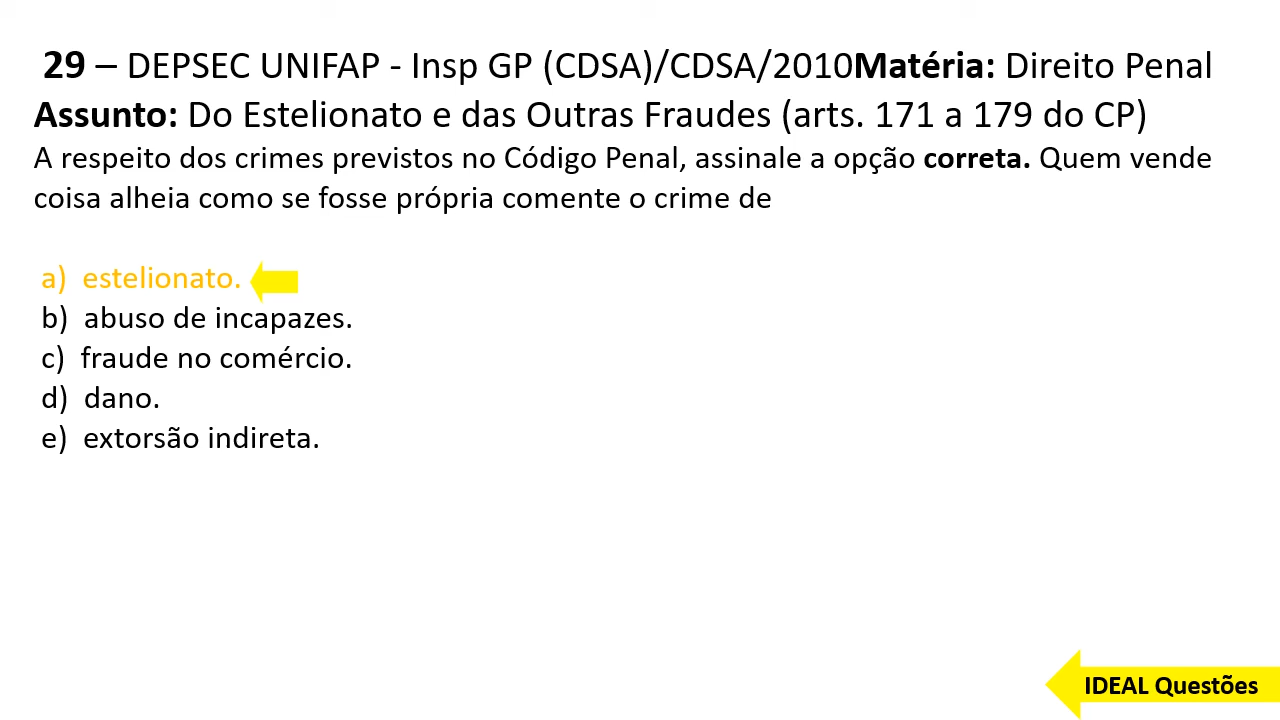 29 – DEPSEC UNIFAP - Insp GP (CDSA)/CDSA/2010Matéria: Direito Penal
Assunto: Do Estelionato e das Outras Fraudes (arts. 171 a 179 do CP)
A respeito dos crimes previstos no Código Penal, assinale a opção correta. Quem vende
coisa alheia como se fosse própria comente o crime de
a) estelionato.
b) abuso de incapazes.
c) fraude no comércio.
d) dano.
e) extorsão indireta.
IDEAL Questões